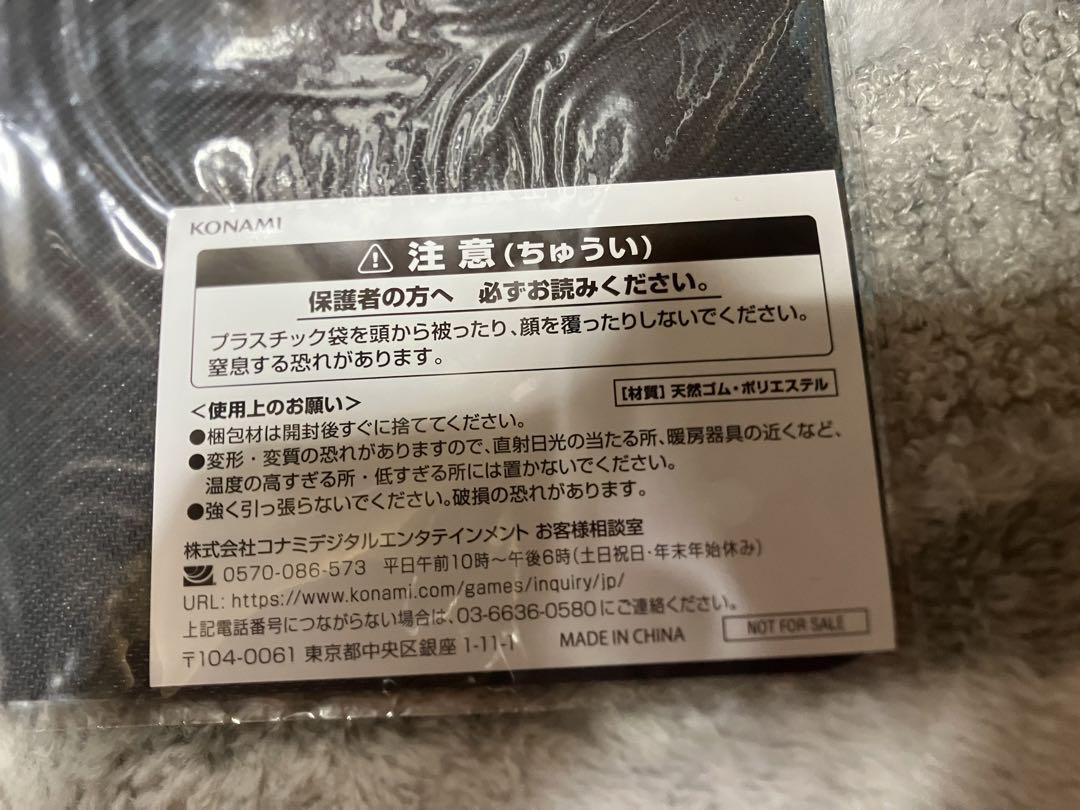 KONAMI
注意(ちゅうい)
保護者の方へ 必ずお読みください。
プラスチック袋を頭から被ったり、顔を覆ったりしないでください。
窒息する恐れがあります。
[材質] 天然ゴム・ポリエステル
<使用上のお願い>
●梱包材は開封後すぐに捨ててください。
●変形・変質の恐れがありますので、直射日光の当たる所、暖房器具の近くなど、
温度の高すぎる所・低すぎる所には置かないでください。
●強く引っ張らないでください。破損の恐れがあります。
株式会社コナミデジタルエンタテインメント お客様相談室
0570-086-573 平日午前10時~午後6時(土日祝日・年末年始休み)
URL: https://www.konami.com/games/inquiry/jp/
上記電話番号につながらない場合は、03-6636-0580にご連絡ください。
〒104-0061 東京都中央区銀座 1-11-1 MADE IN CHINA
NOT FOR SALE